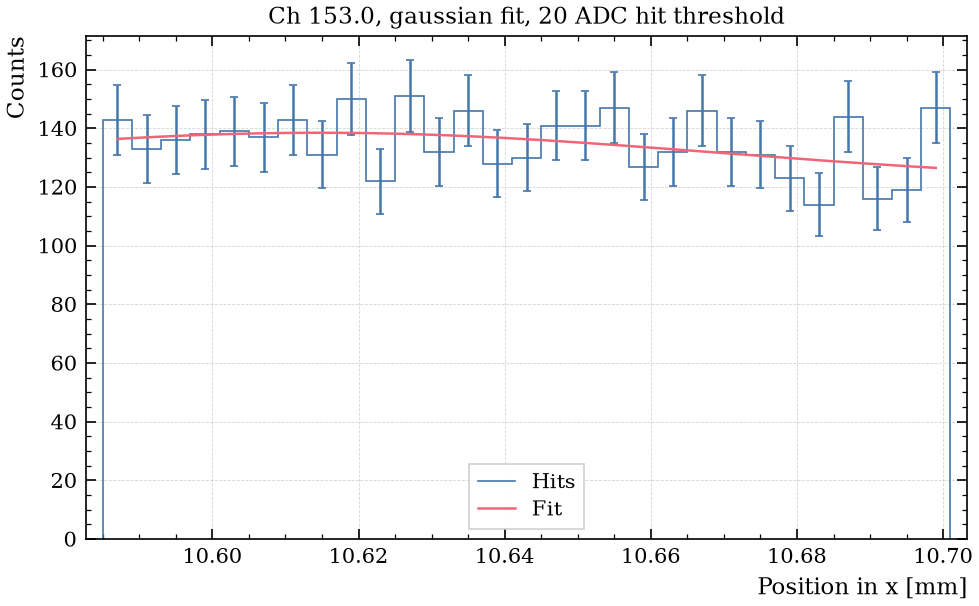 Ch 153.0, gaussian fit, 20 ADC hit threshold
Counts
160
140
120
100
80
60
40
20
0
Hits
Fit
10.60 10.62 10.64 10.66 10.68 10.70
Position in x [mm]